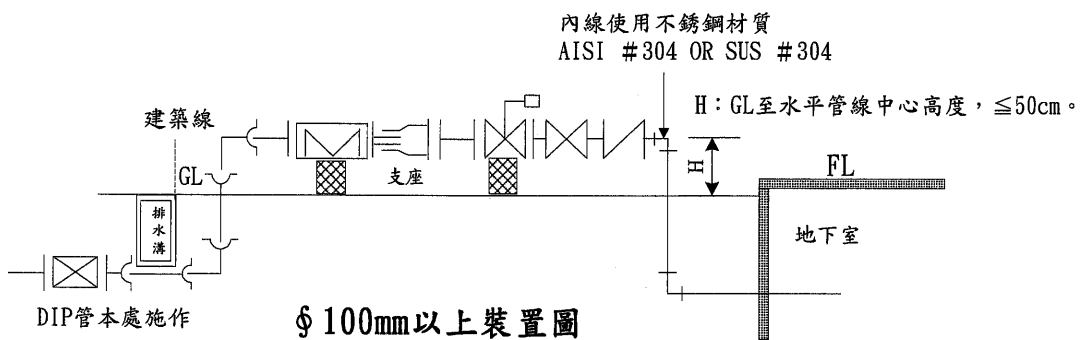 內線使用不銹鋼材質
AISI #304 OR SUS #304
H：GL至水平管線中心高度，≦50cm。
建築線
GL
支座
H
FL
排水溝
地下室
DIP管本處施作
∮100mm以上裝置圖